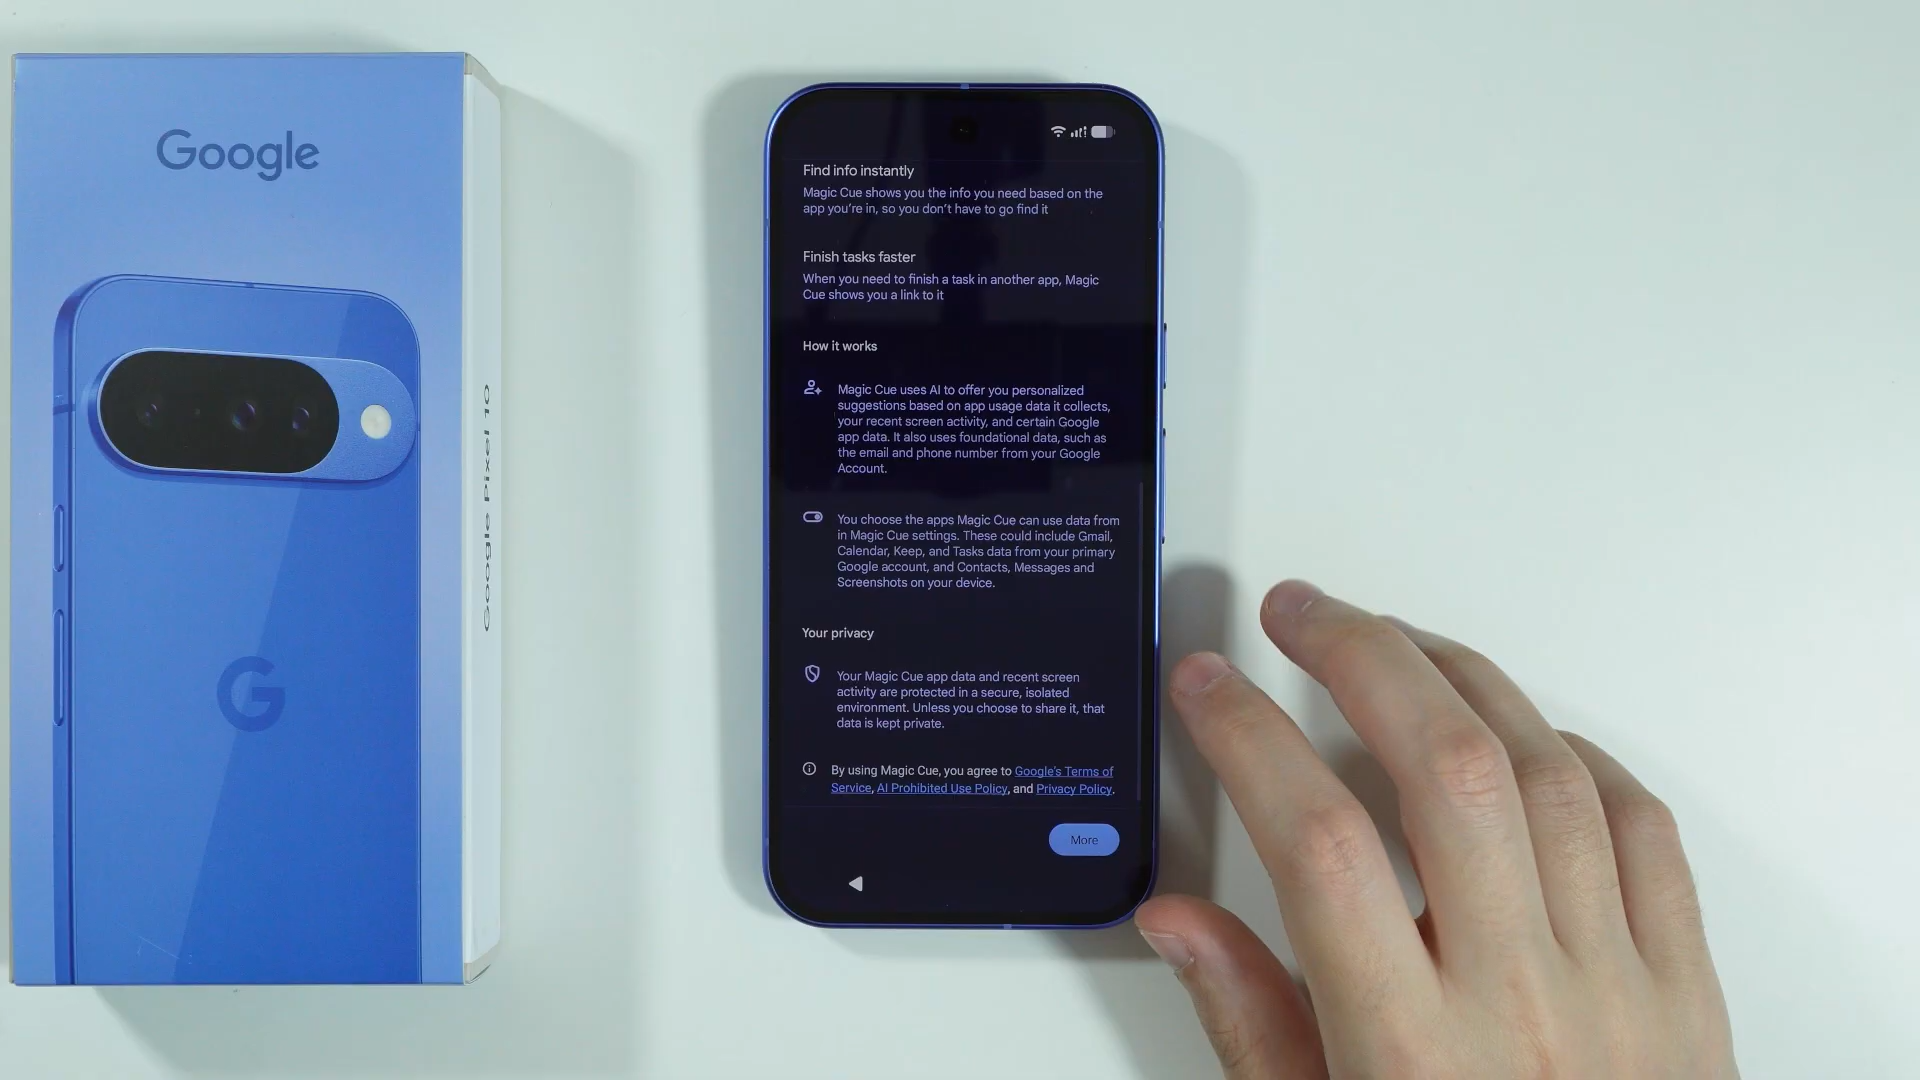 Google
Google Pixel 10
G
Find info instantly
Magic Cue shows you the info you need based on the
app you're in, so you don't have to go find it
Finish tasks faster
When you need to finish a task in another app, Magic
Cue shows you a link to it
How it works
Magic Cue uses AI to offer you personalized
suggestions based on app usage data it collects,
your recent screen activity, and certain Google
app data. It also uses foundational data, such as
the email and phone number from your Google
Account.
You choose the apps Magic Cue can use data from
in Magic Cue settings. These could include Gmail,
Calendar, Keep, and Tasks data from your primary
Google account, and Contacts, Messages and
Screenshots on your device.
Your privacy
Your Magic Cue app data and recent screen
activity are protected in a secure, isolated
environment. Unless you choose to share it, that
data is kept private.
By using Magic Cue, you agree to Google's Terms of
Service, AI Prohibited Use Policy, and Privacy Policy.
More